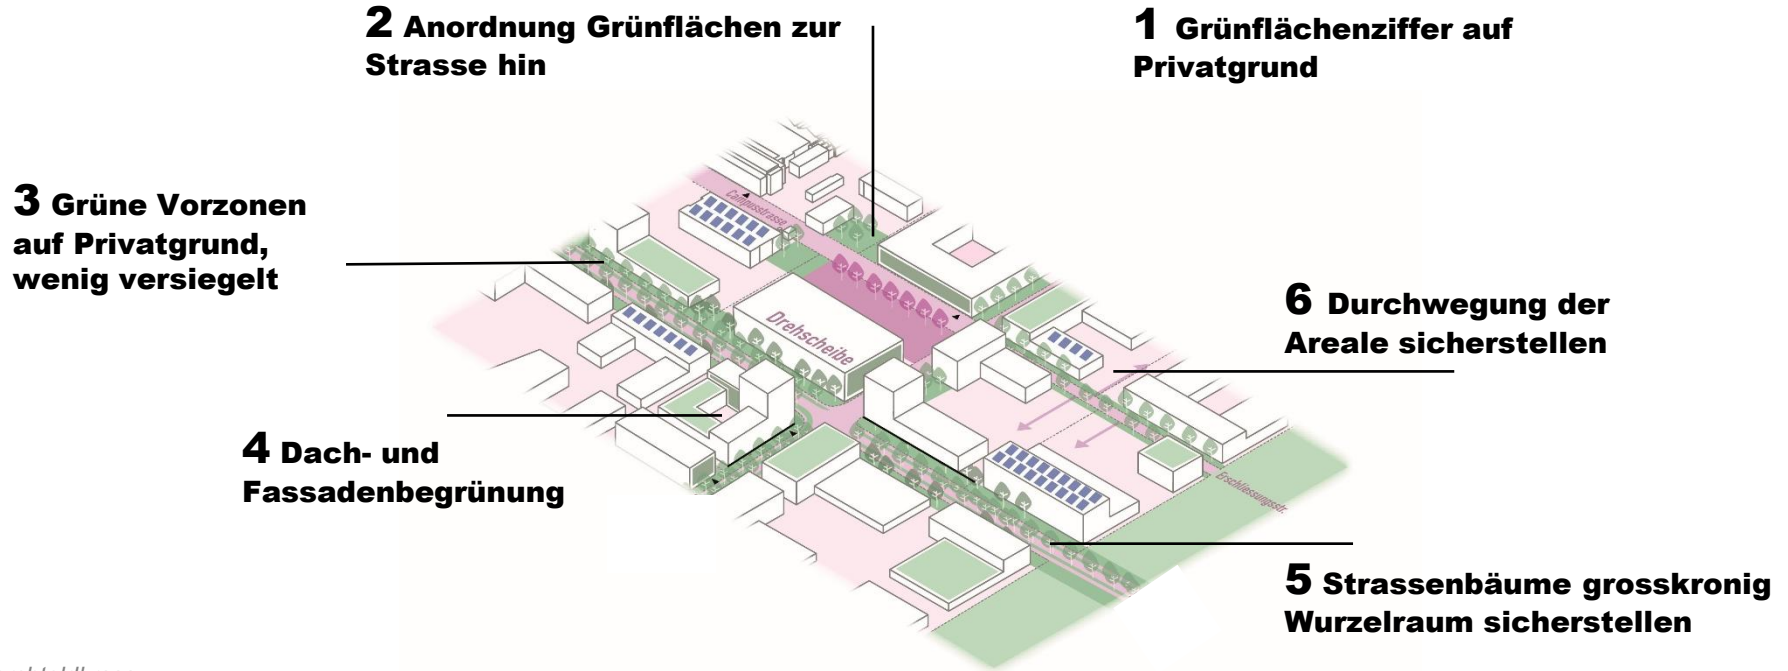 2 Anordnung Grünflächen zur
Strasse hin
1 Grünflächenziffer auf
Privatgrund
3 Grüne Vorzonen
auf Privatgrund,
wenig versiegelt
Campusstrasse
Drehscheibe
6 Durchwegung der
Areale sicherstellen
4 Dach- und
Fassadenbegrünung
Erschliessungsstr.
5 Strassenbäume grosskronig
Wurzelraum sicherstellen